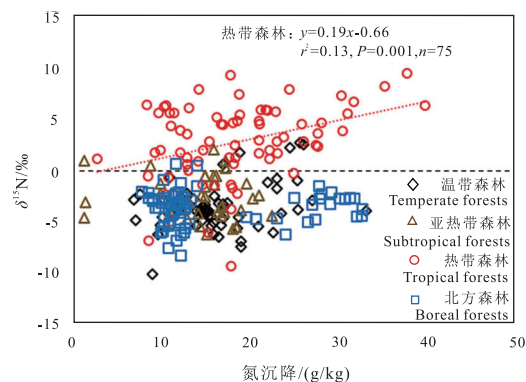 热带森林：y=0.19x-0.66
r²=0.13, P=0.001,n=75
15
10
5
0
-5
-10
-15
δ¹⁵N/‰
温带森林
Temperate forests
亚热带森林
Subtropical forests
热带森林
Tropical forests
北方森林
Boreal forests
0
10
20
30
40
50
氮沉降/(g/kg)